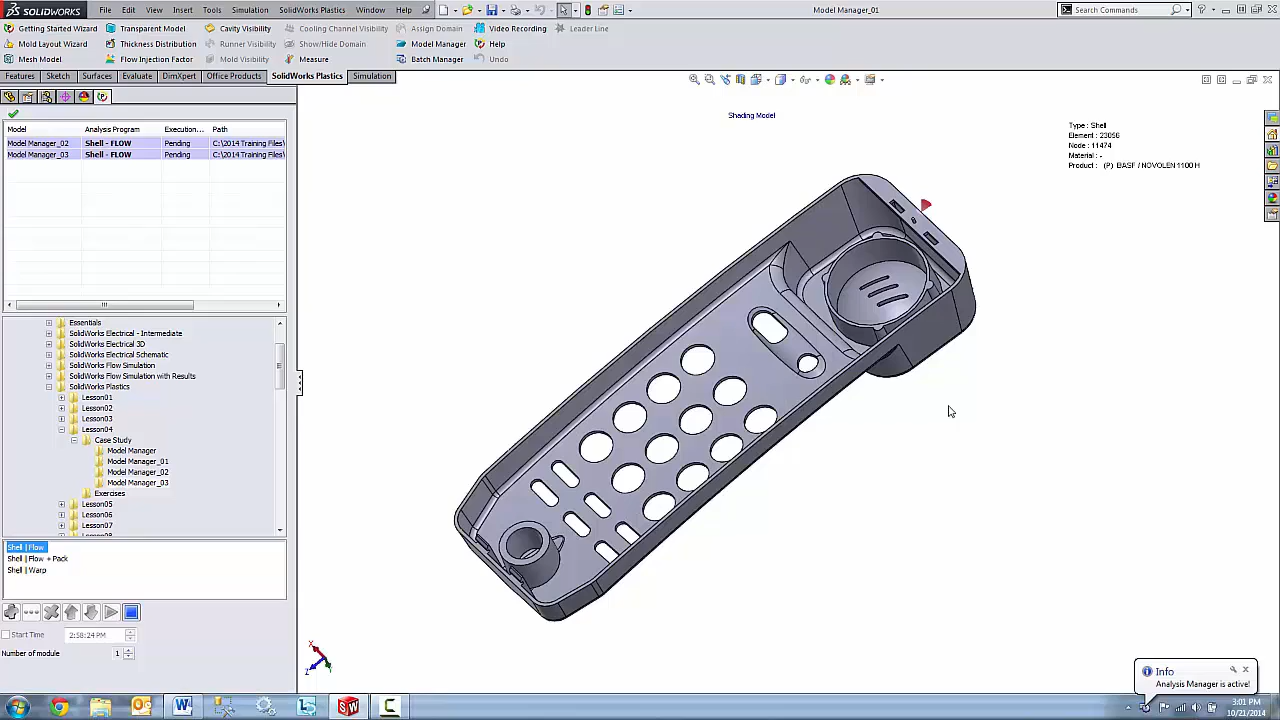 SOLIDWORKS
File Edit View Insert Tools Simulation SolidWorks Plastics Window Help
Model Manager_01
Search Commands
Getting Started Wizard Transparent Model Cavity Visibility Cooling Channel Visibility Assign Domain Video Recording Leader Line
Mold Layout Wizard Thickness Distribution Runner Visibility Show/Hide Domain Model Manager Help
Mesh Model Flow Injection Factor Mold Visibility Measure Batch Manager Undo
Features Sketch Surfaces Evaluate DimXpert Office Products SolidWorks Plastics Simulation
Model Analysis Program Execution... Path
Model Manager_02 Shell - FLOW Pending C:\2014 Training Files\
Model Manager_03 Shell - FLOW Pending C:\2014 Training Files\
Shading Model
Type : Shell
Element : 23056
Node : 11474
Material : -
Product : (P) BASF / NOVOLEN 1100 H
Essentials
SolidWorks Electrical - Intermediate
SolidWorks Electrical 3D
SolidWorks Electrical Schematic
SolidWorks Flow Simulation
SolidWorks Flow Simulation with Results
SolidWorks Plastics
Lesson01
Lesson02
Lesson03
Lesson04
Case Study
Model Manager
Model Manager_01
Model Manager_02
Model Manager_03
Exercises
Lesson05
Lesson06
Lesson07
Shell | Flow
Shell | Flow + Pack
Shell | Warp
Start Time 2:58:24 PM
Number of module 1
X
Z
Info
Analysis Manager is active!
3:01 PM
10/21/2014